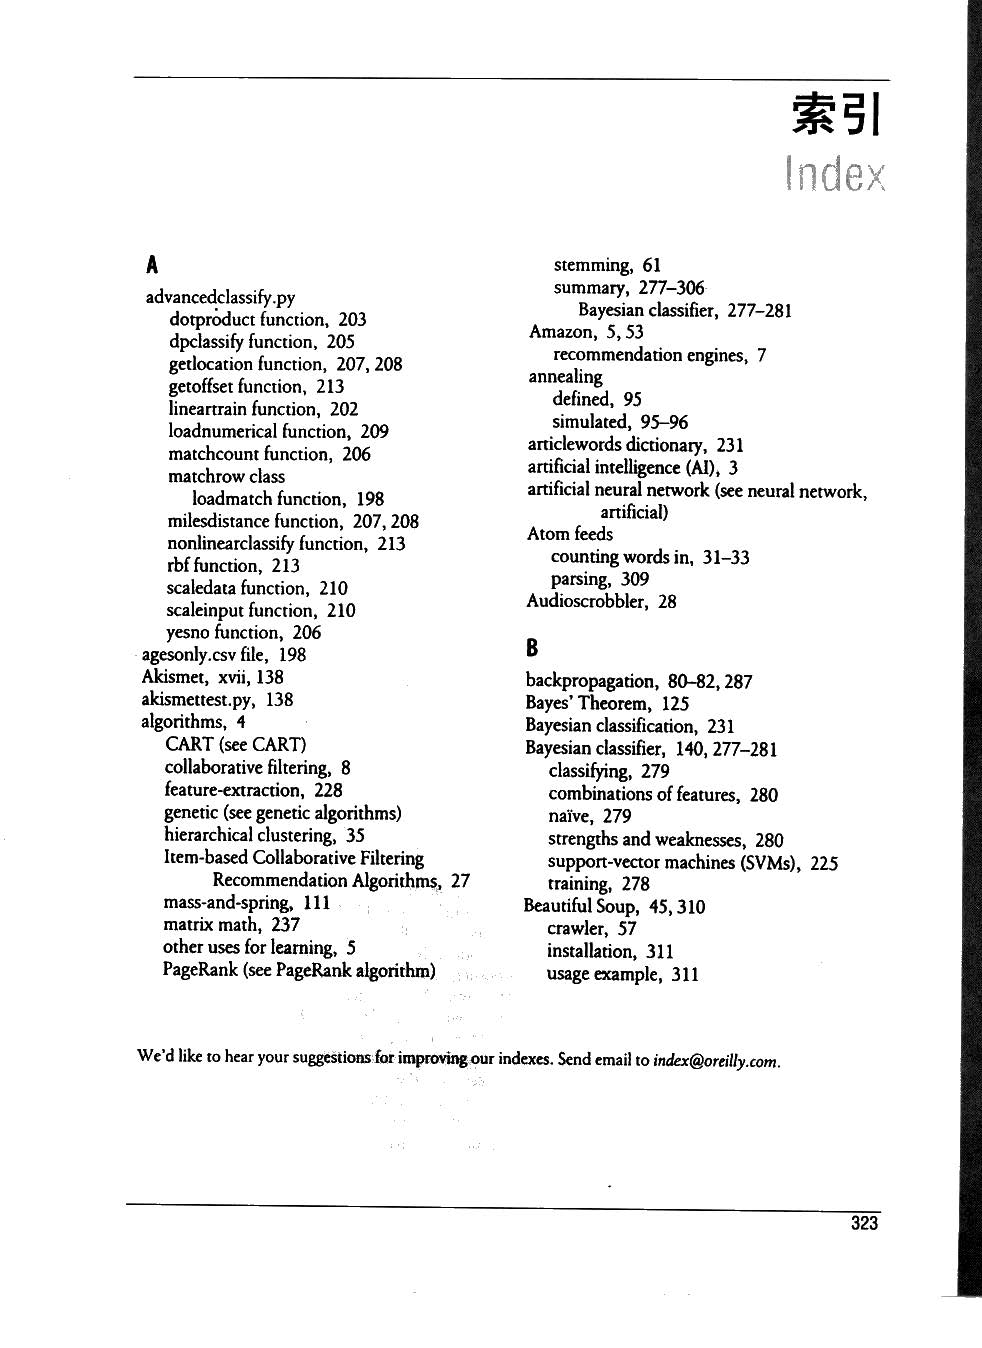 索引
Index
A
advancedclassify.py
dotproduct function, 203
dpclassify function, 205
getlocation function, 207, 208
getoffset function, 213
lineartrain function, 202
loadnumerical function, 209
matchcount function, 206
matchrow class
loadmatch function, 198
milesdistance function, 207, 208
nonlinearclassify function, 213
rbf function, 213
scaledata function, 210
scaleinput function, 210
yesno function, 206
agesonly.csv file, 198
Akismet, xvii, 138
akismettest.py, 138
algorithms, 4
CART (see CART)
collaborative filtering, 8
feature-extraction, 228
genetic (see genetic algorithms)
hierarchical clustering, 35
Item-based Collaborative Filtering
Recommendation Algorithms, 27
mass-and-spring, 111
matrix math, 237
other uses for learning, 5
PageRank (see PageRank algorithm)
stemming, 61
summary, 277–306
Bayesian classifier, 277–281
Amazon, 5, 53
recommendation engines, 7
annealing
defined, 95
simulated, 95–96
articlewords dictionary, 231
artificial intelligence (AI), 3
artificial neural network (see neural network,
artificial)
Atom feeds
counting words in, 31–33
parsing, 309
Audioscrobbler, 28
B
backpropagation, 80–82, 287
Bayes' Theorem, 125
Bayesian classification, 231
Bayesian classifier, 140, 277–281
classifying, 279
combinations of features, 280
naïve, 279
strengths and weaknesses, 280
support-vector machines (SVMs), 225
training, 278
Beautiful Soup, 45, 310
crawler, 57
installation, 311
usage example, 311
We'd like to hear your suggestions for improving our indexes. Send email to index@oreilly.com.
323